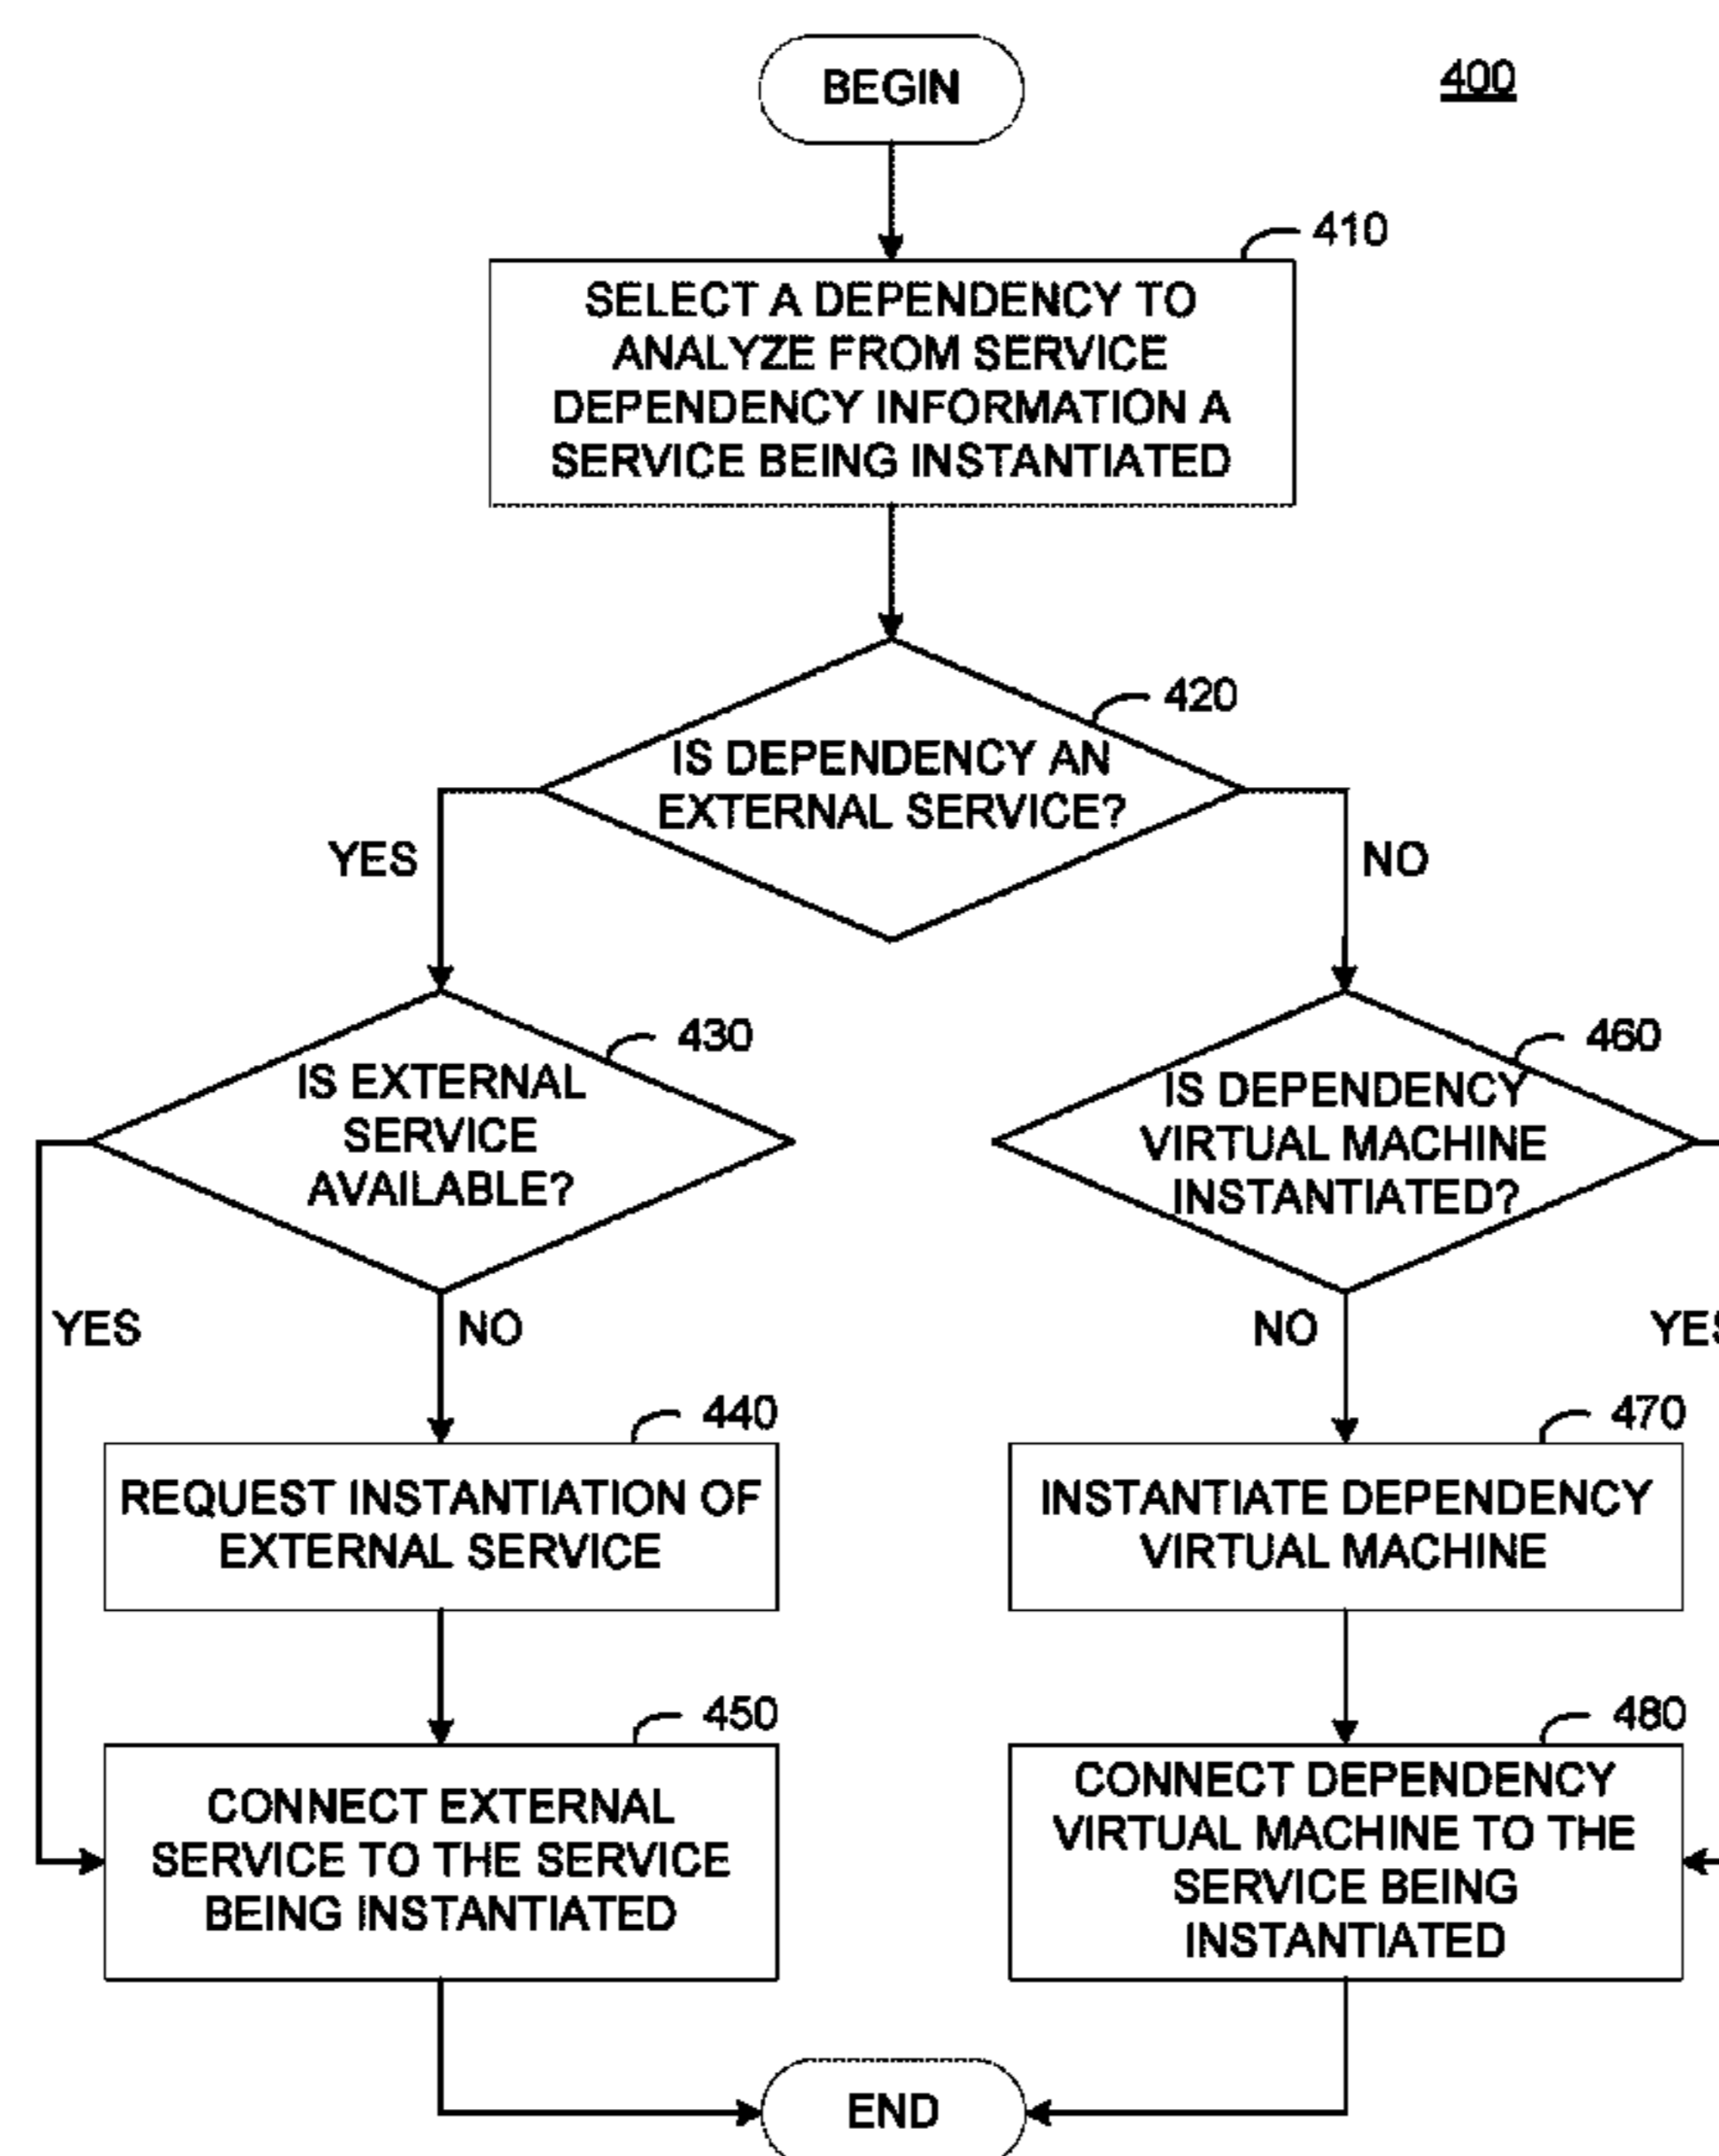 BEGIN
400
410
SELECT A DEPENDENCY TO
ANALYZE FROM SERVICE
DEPENDENCY INFORMATION A
SERVICE BEING INSTANTIATED
420
IS DEPENDENCY AN
EXTERNAL SERVICE?
YES
NO
430
IS EXTERNAL
SERVICE
AVAILABLE?
460
IS DEPENDENCY
VIRTUAL MACHINE
INSTANTIATED?
YES
NO
NO
YES
440
REQUEST INSTANTIATION OF
EXTERNAL SERVICE
470
INSTANTIATE DEPENDENCY
VIRTUAL MACHINE
450
CONNECT EXTERNAL
SERVICE TO THE SERVICE
BEING INSTANTIATED
480
CONNECT DEPENDENCY
VIRTUAL MACHINE TO THE
SERVICE BEING
INSTANTIATED
END